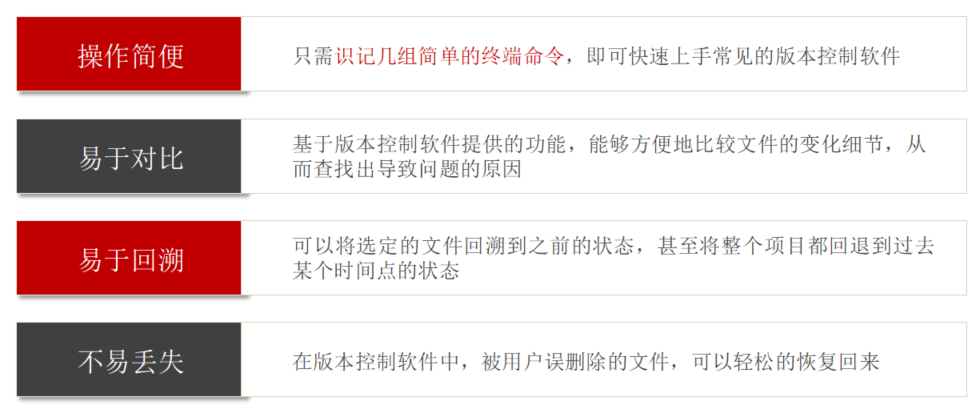 操作简便
只需识记几组简单的终端命令，即可快速上手常见的版本控制软件
易于对比
基于版本控制软件提供的功能，能够方便地比较文件的变化细节，从
而查找出导致问题的原因
易于回溯
可以将选定的文件回溯到之前的状态，甚至将整个项目都回退到过去
某个时间点的状态
不易丢失
在版本控制软件中，被用户误删除的文件，可以轻松的恢复回来